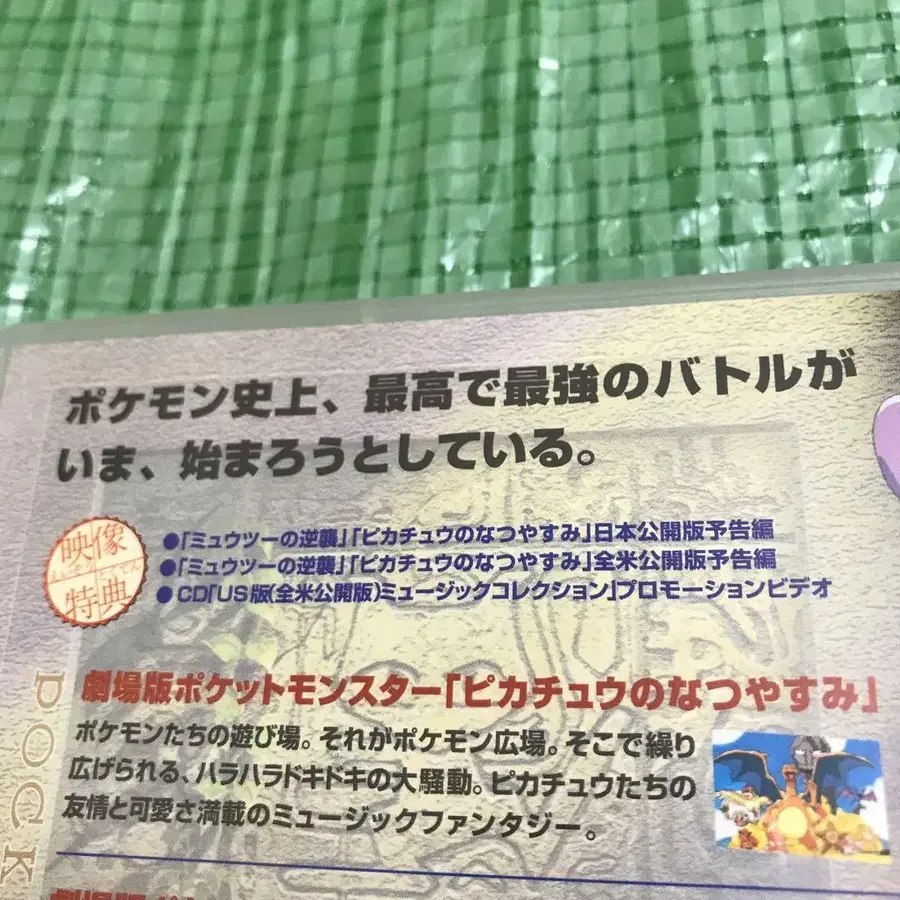 ポケモン史上、最高で最強のバトルが
いま、始まろうとしている。
映像
特典
●「ミュウツーの逆襲」「ピカチュウのなつやすみ」日本公開版予告編
●「ミュウツーの逆襲」「ピカチュウのなつやすみ」全米公開版予告編
●CD「US版(全米公開版)ミュージックコレクション」プロモーションビデオ
劇場版ポケットモンスター「ピカチュウのなつやすみ」
ポケモンたちの遊び場。それがポケモン広場。そこで繰り
広げられる、ハラハラドキドキの大騒動。ピカチュウたちの
友情と可愛さ満載のミュージックファンタジー。
POCK